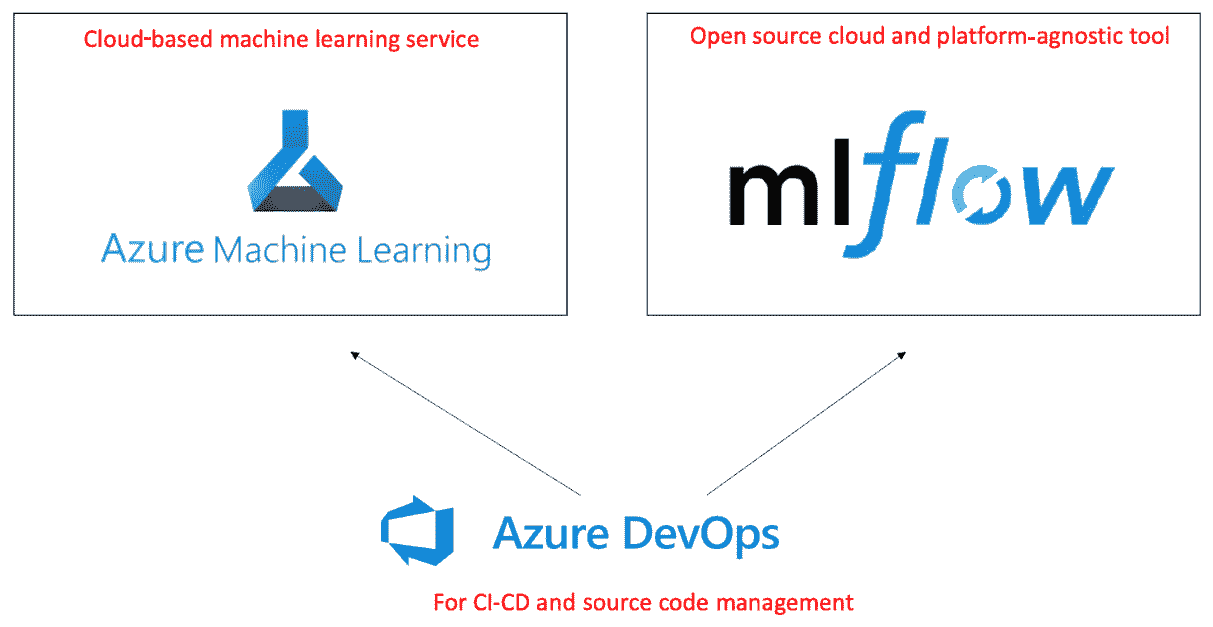 Cloud-based machine learning service
Open source cloud and platform-agnostic tool
mlflow
Azure Machine Learning
Azure DevOps
For CI-CD and source code management